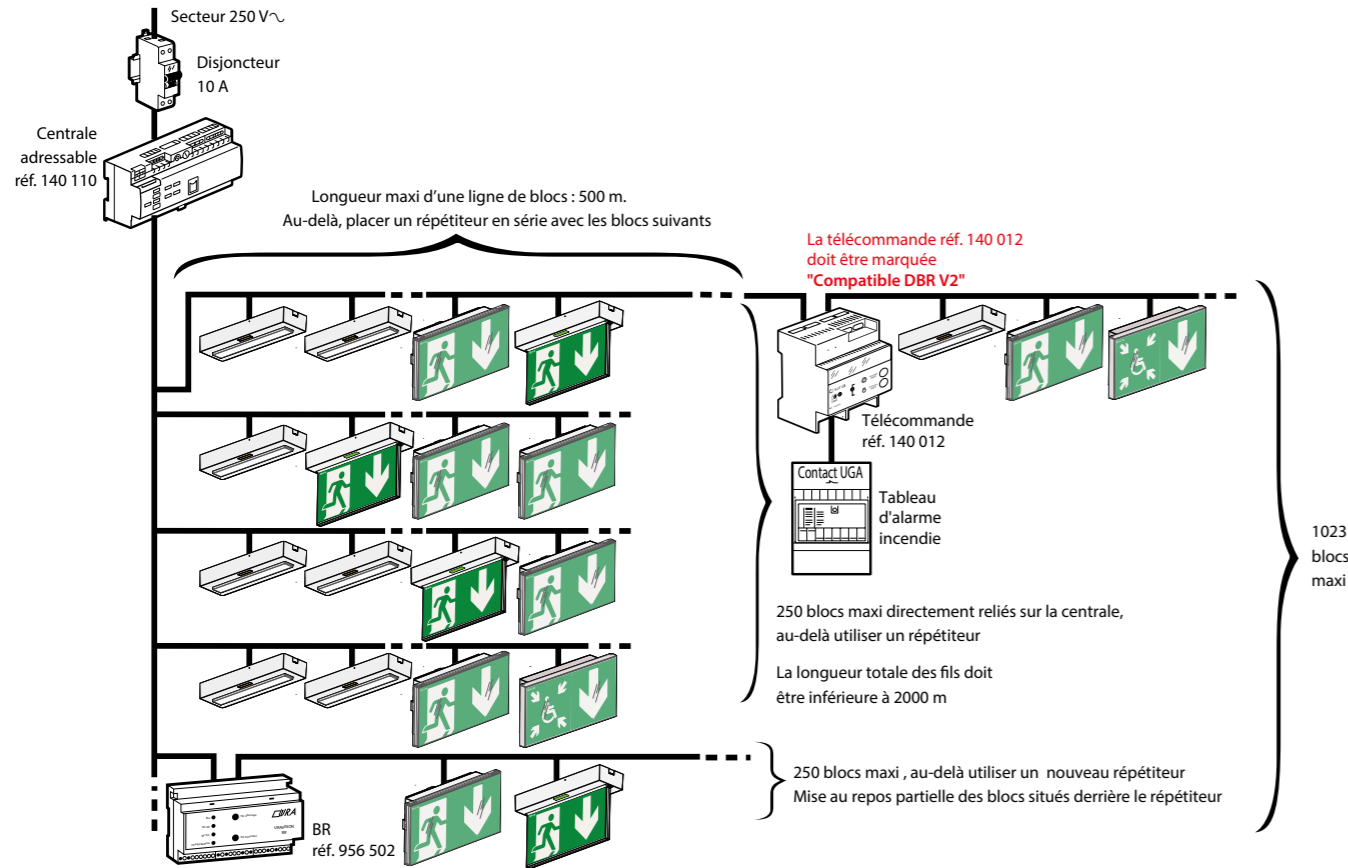 Secteur 250 V∿
Disjoncteur
10 A
Centrale
adressable
réf. 140 110
Longueur maxi d’une ligne de blocs : 500 m.
Au-delà, placer un répétiteur en série avec les blocs suivants
La télécommande réf. 140 012
doit être marquée
"Compatible DBR V2"
Télécommande
réf. 140 012
Contact UGA
Tableau
d'alarme
incendie
1023
blocs
maxi
250 blocs maxi directement reliés sur la centrale,
au-delà utiliser un répétiteur
La longueur totale des fils doit
être inférieure à 2000 m
250 blocs maxi , au-delà utiliser un nouveau répétiteur
Mise au repos partielle des blocs situés derrière le répétiteur
URA
BR
réf. 956 502